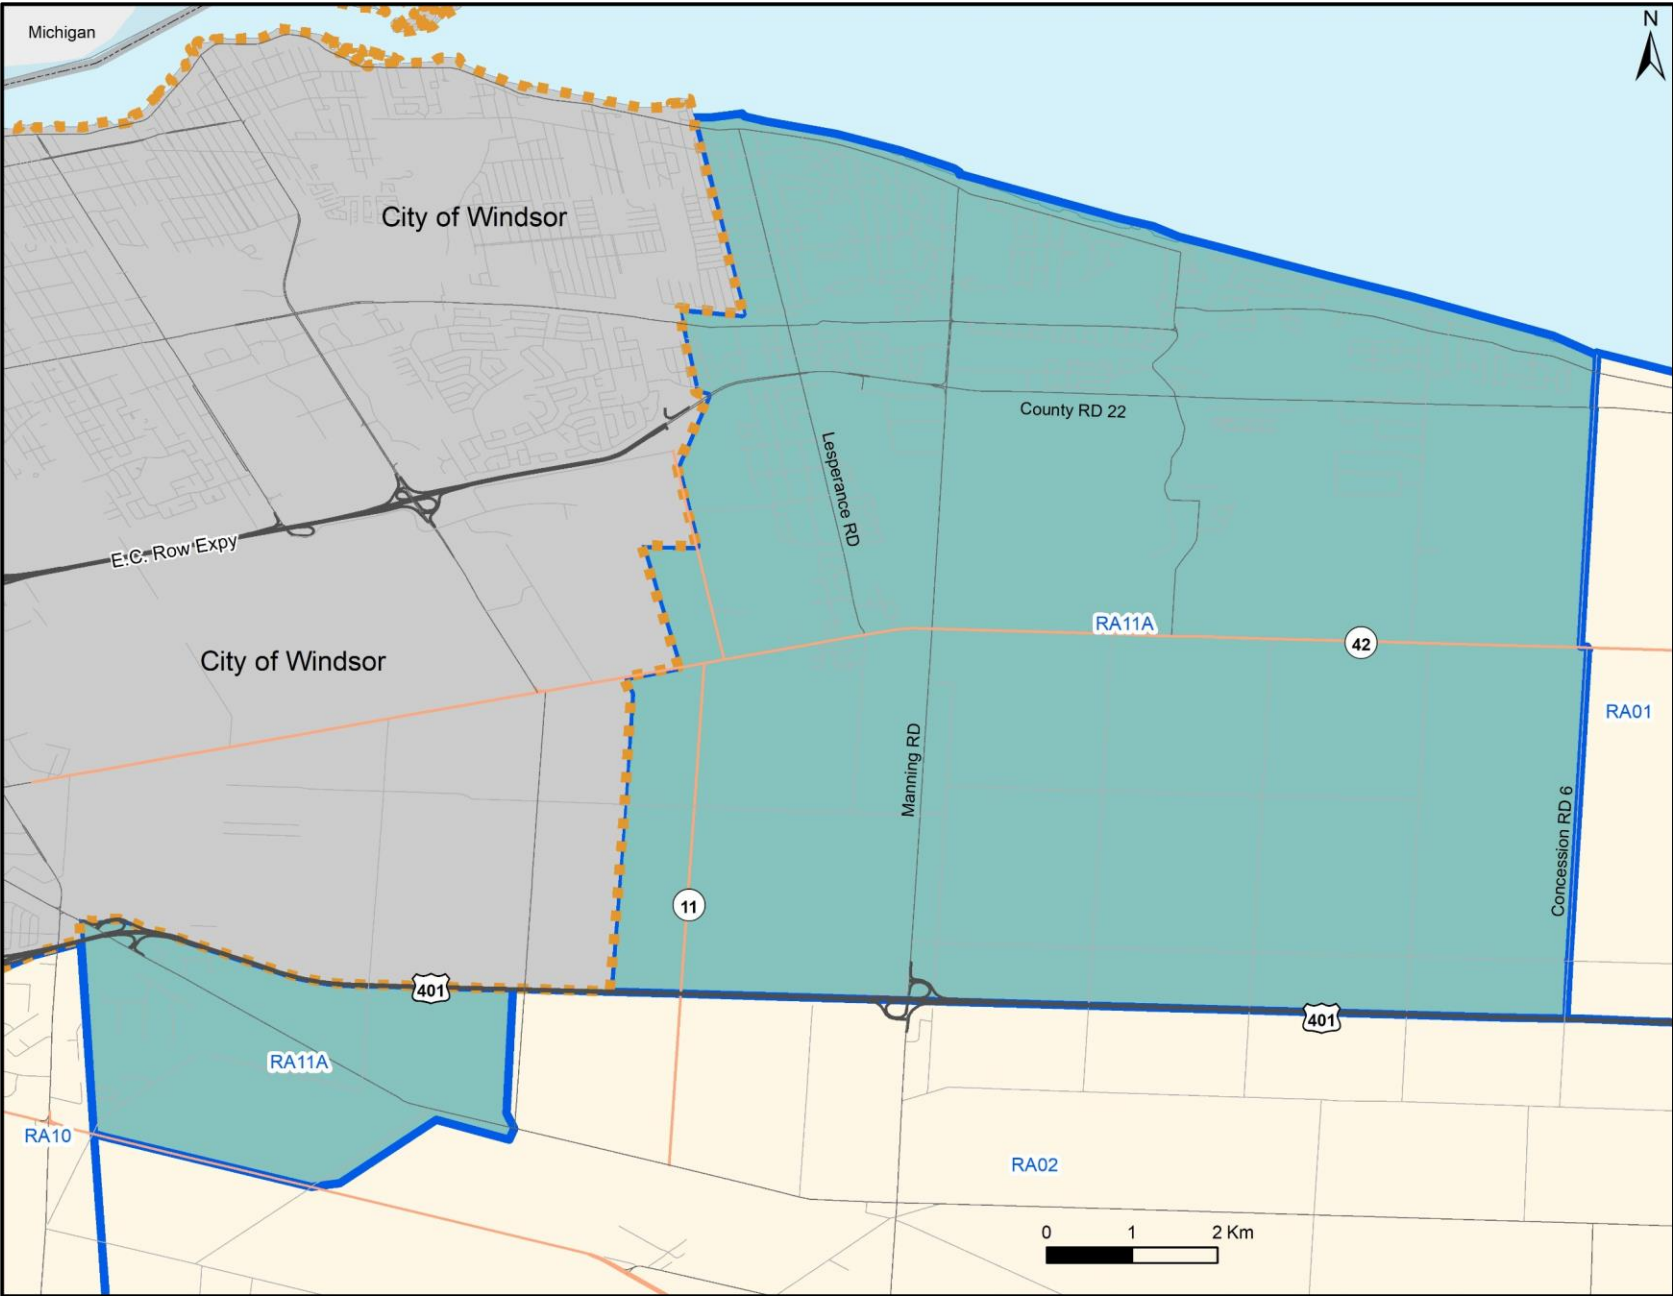 Michigan
N
City of Windsor
County RD 22
Lesperance RD
E.C. Row Expy
RA11A
42
City of Windsor
RA01
Manning RD
Concession RD 6
11
401
401
RA11A
RA10
RA02
0 1 2 Km